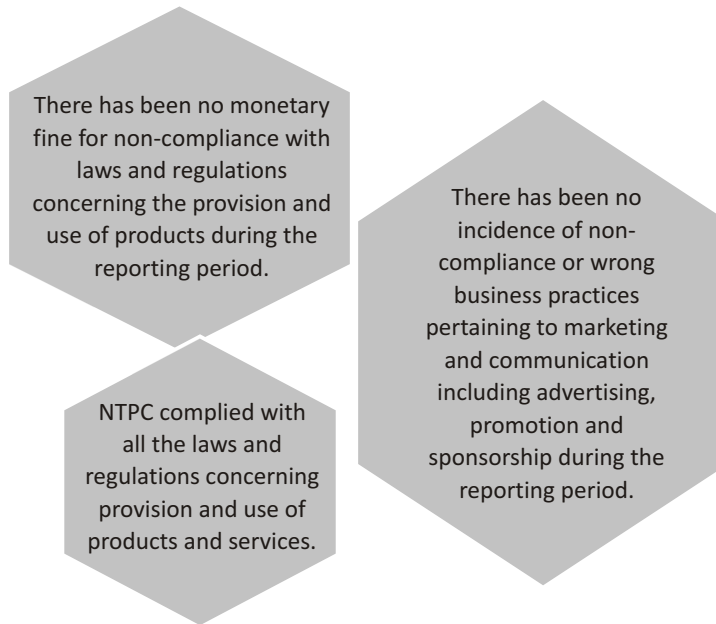 There has been no monetary
fine for non-compliance with
laws and regulations
concerning the provision and
use of products during the
reporting period.
NTPC complied with
all the laws and
regulations concerning
provision and use of
products and services.
There has been no
incidence of non-
compliance or wrong
business practices
pertaining to marketing
and communication
including advertising,
promotion and
sponsorship during the
reporting period.